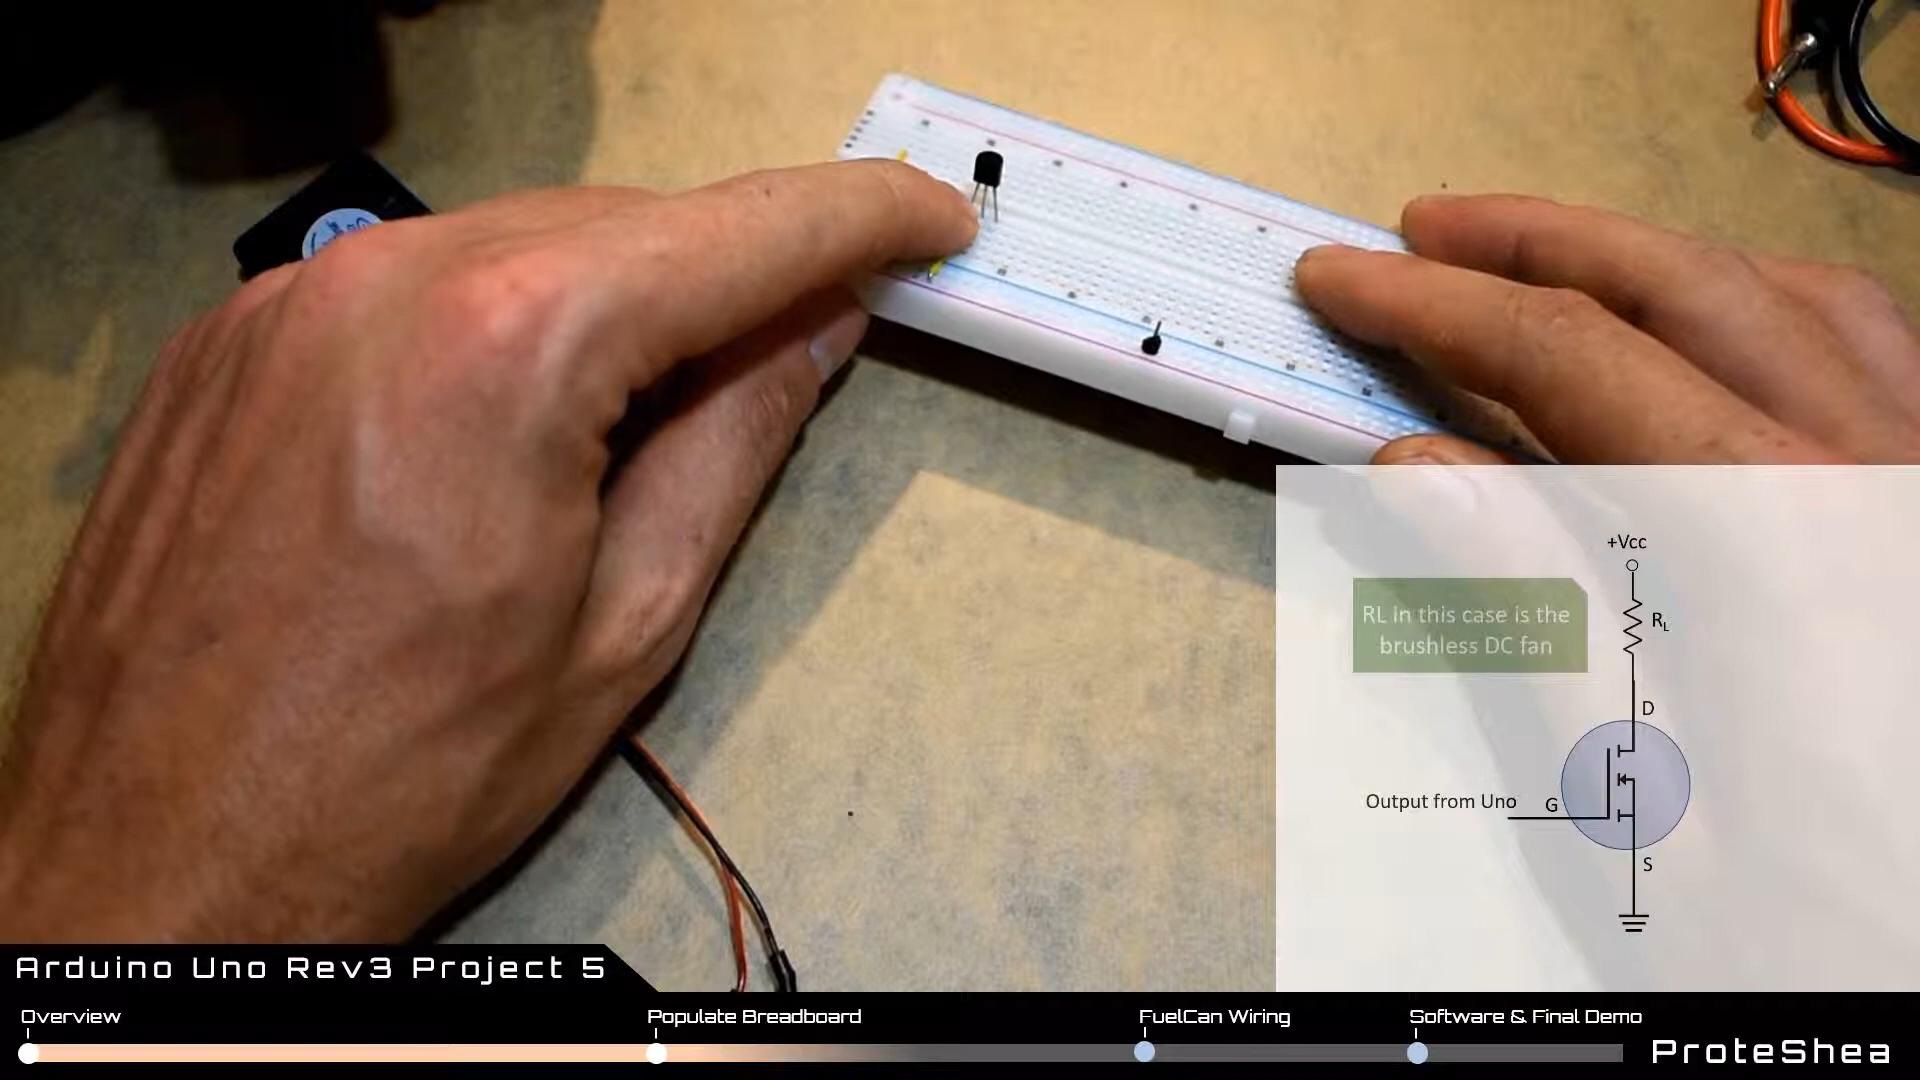 +Vcc
RL in this case is the
brushless DC fan
RL
D
Output from Uno
G
S
Arduino Uno Rev3 Project 5
Overview
Populate Breadboard
FuelCan Wiring
Software & Final Demo
ProteShea